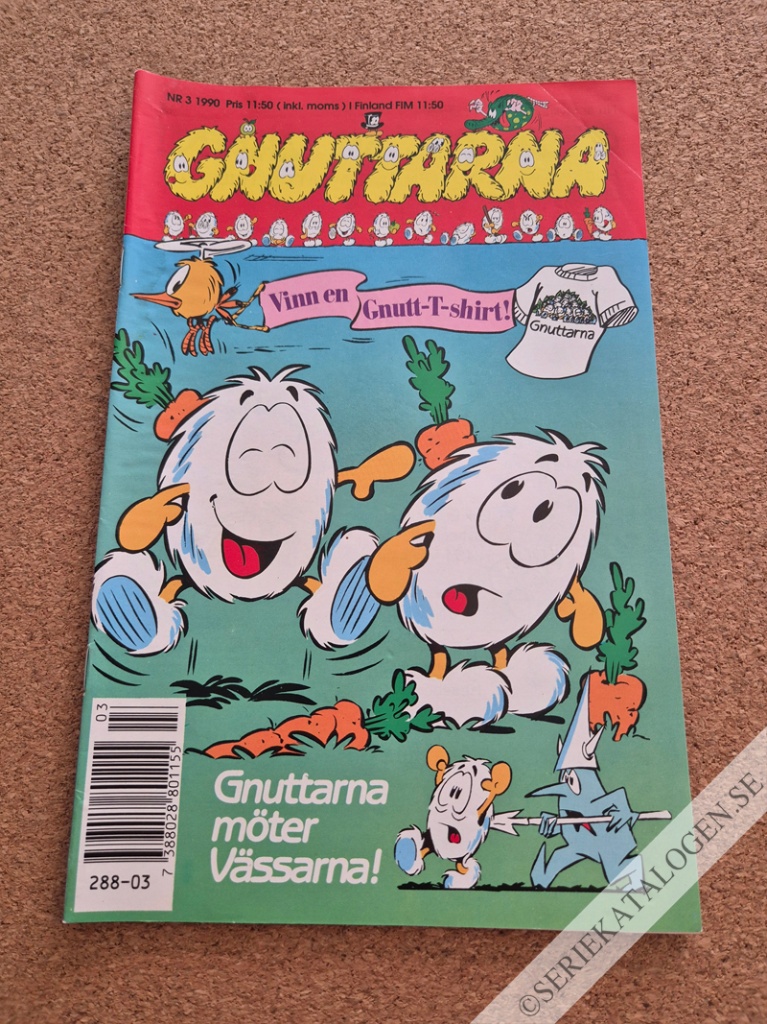 NR 3 1990 Pris 11:50 ( inkl. moms ) I Finland FIM 11:50
GNUTTARNA
Vinn en Gnutt-T-shirt!
Gnuttarna
Gnuttarna
möter
Vässarna!
03
7 388028 801155
288-03
©SERIEKATALOGEN.SE